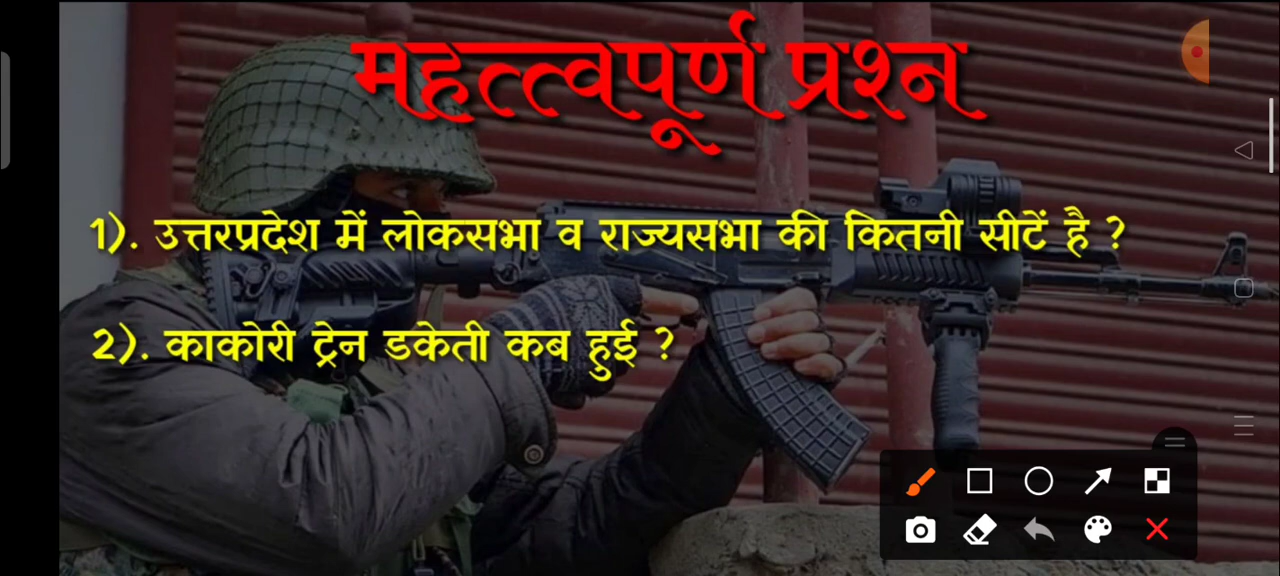 महत्त्वपूर्ण प्रश्न
1). उत्तरप्रदेश में लोकसभा व राज्यसभा की कितनी सीटें है ?
2). काकोरी ट्रेन डकेती कब हुई ?